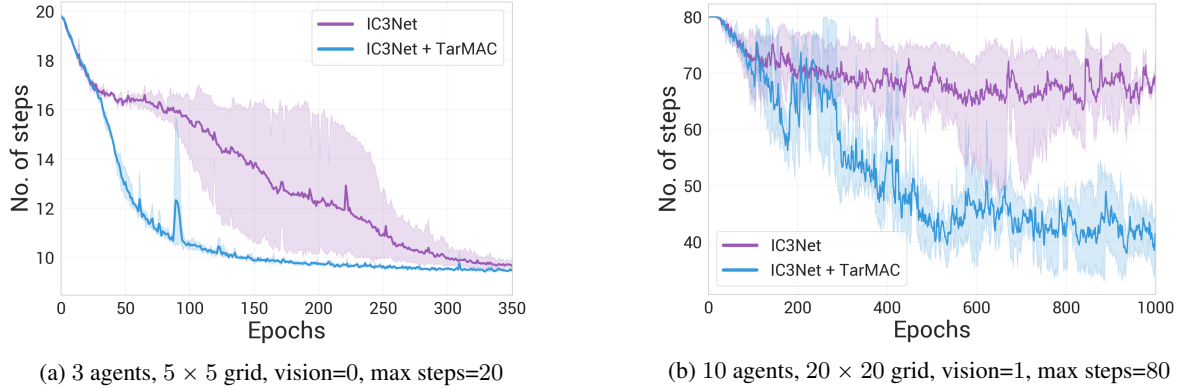 20
18
16
14
12
10
No. of steps
IC3Net
IC3Net + TarMAC
0
50
100
150
200
250
300
350
Epochs
(a) 3 agents, 5 × 5 grid, vision=0, max steps=20
80
70
60
50
40
No. of steps
IC3Net
IC3Net + TarMAC
0
200
400
600
800
1000
Epochs
(b) 10 agents, 20 × 20 grid, vision=1, max steps=80